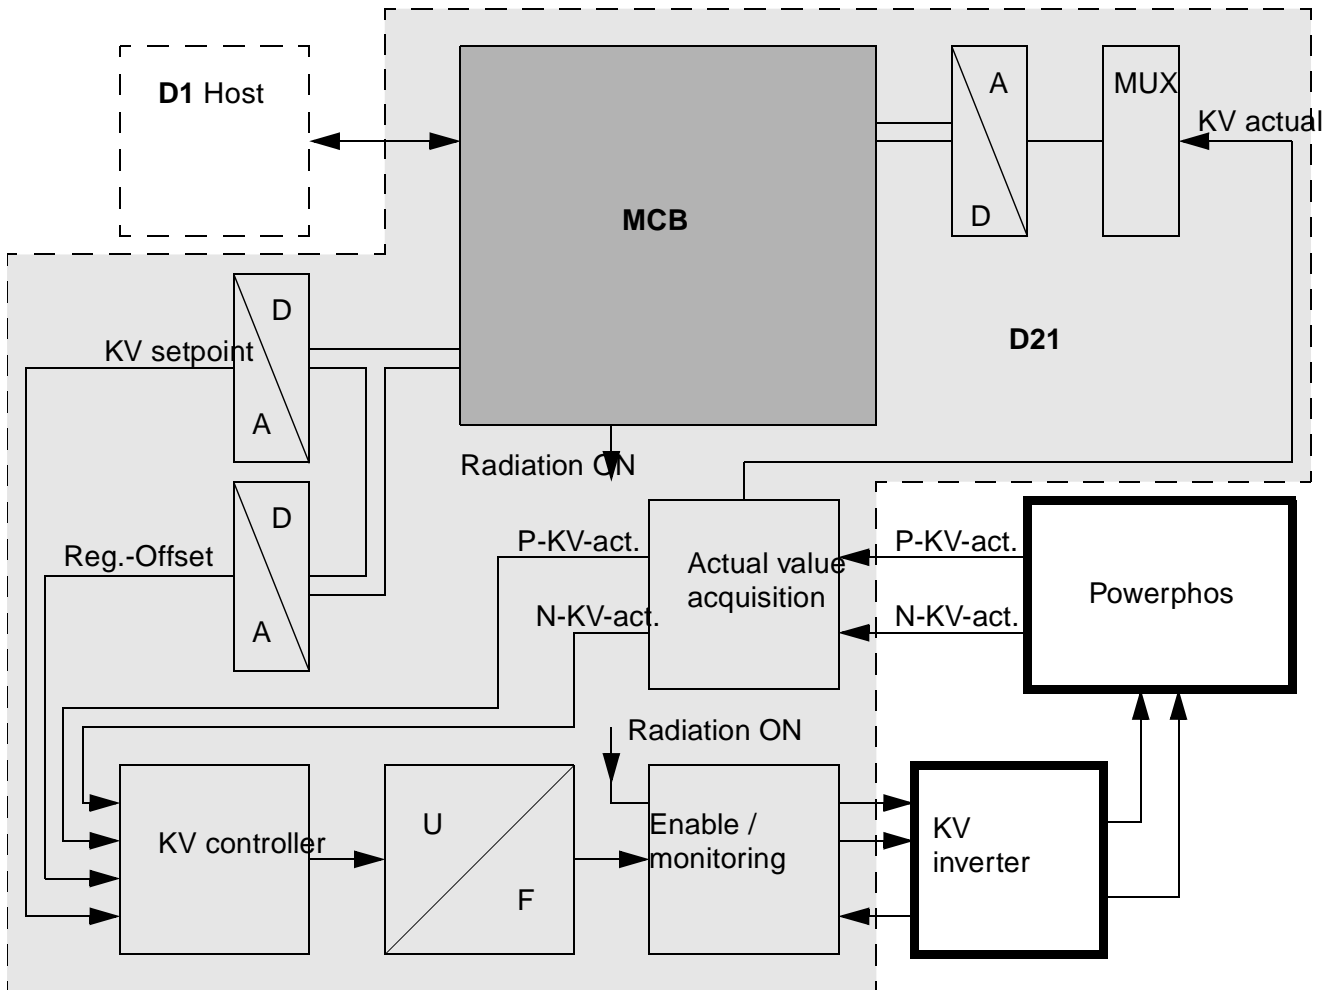 D1 Host
A
MUX
KV actual
MCB
D
D
KV setpoint
D21
A
Radiation ON
D
Reg.-Offset
P-KV-act.
Actual value
acquisition
P-KV-act.
Powerphos
N-KV-act.
N-KV-act.
A
Radiation ON
KV controller
U
F
Enable /
monitoring
KV
inverter